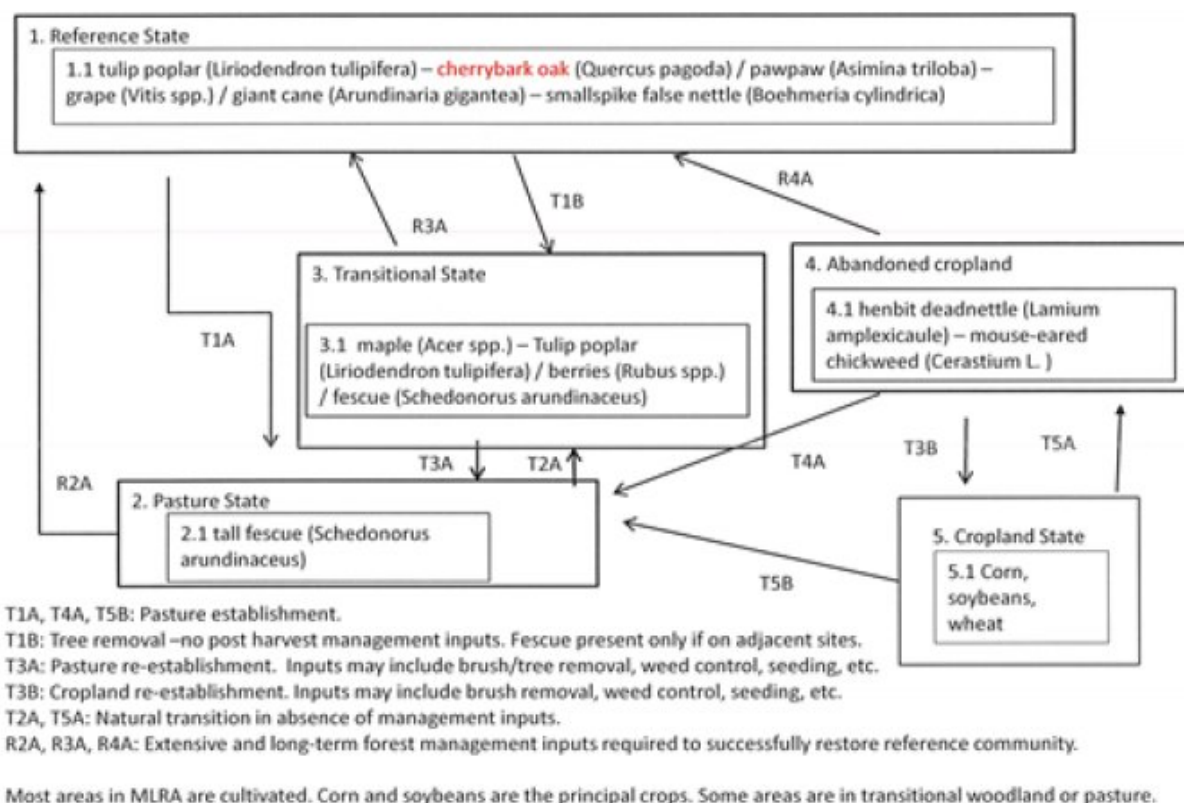 1. Reference State
1.1 tulip poplar (Liriodendron tulipifera) – cherrybark oak (Quercus pagoda) / pawpaw (Asimina triloba) –
grape (Vitis spp.) / giant cane (Arundinaria gigantea) – smallspike false nettle (Boehmeria cylindrica)
R4A
T1B
R3A
3. Transitional State
3.1 maple (Acer spp.) – Tulip poplar
(Liriodendron tulipifera) / berries (Rubus spp.)
/ fescue (Schedonorus arundinaceus)
4. Abandoned cropland
4.1 henbit deadnettle (Lamium
amplexicaule) – mouse-eared
chickweed (Cerastium L. )
T1A
T3A
T2A
T4A
T3B
T5A
R2A
2. Pasture State
2.1 tall fescue (Schedonorus
arundinaceus)
5. Cropland State
5.1 Corn,
soybeans,
wheat
T5B
T1A, T4A, T5B: Pasture establishment.
T1B: Tree removal –no post harvest management inputs. Fescue present only if on adjacent sites.
T3A: Pasture re-establishment. Inputs may include brush/tree removal, weed control, seeding, etc.
T3B: Cropland re-establishment. Inputs may include brush removal, weed control, seeding, etc.
T2A, T5A: Natural transition in absence of management inputs.
R2A, R3A, R4A: Extensive and long-term forest management inputs required to successfully restore reference community.
Most areas in MLRA are cultivated. Corn and soybeans are the principal crops. Some areas are in transitional woodland or pasture.